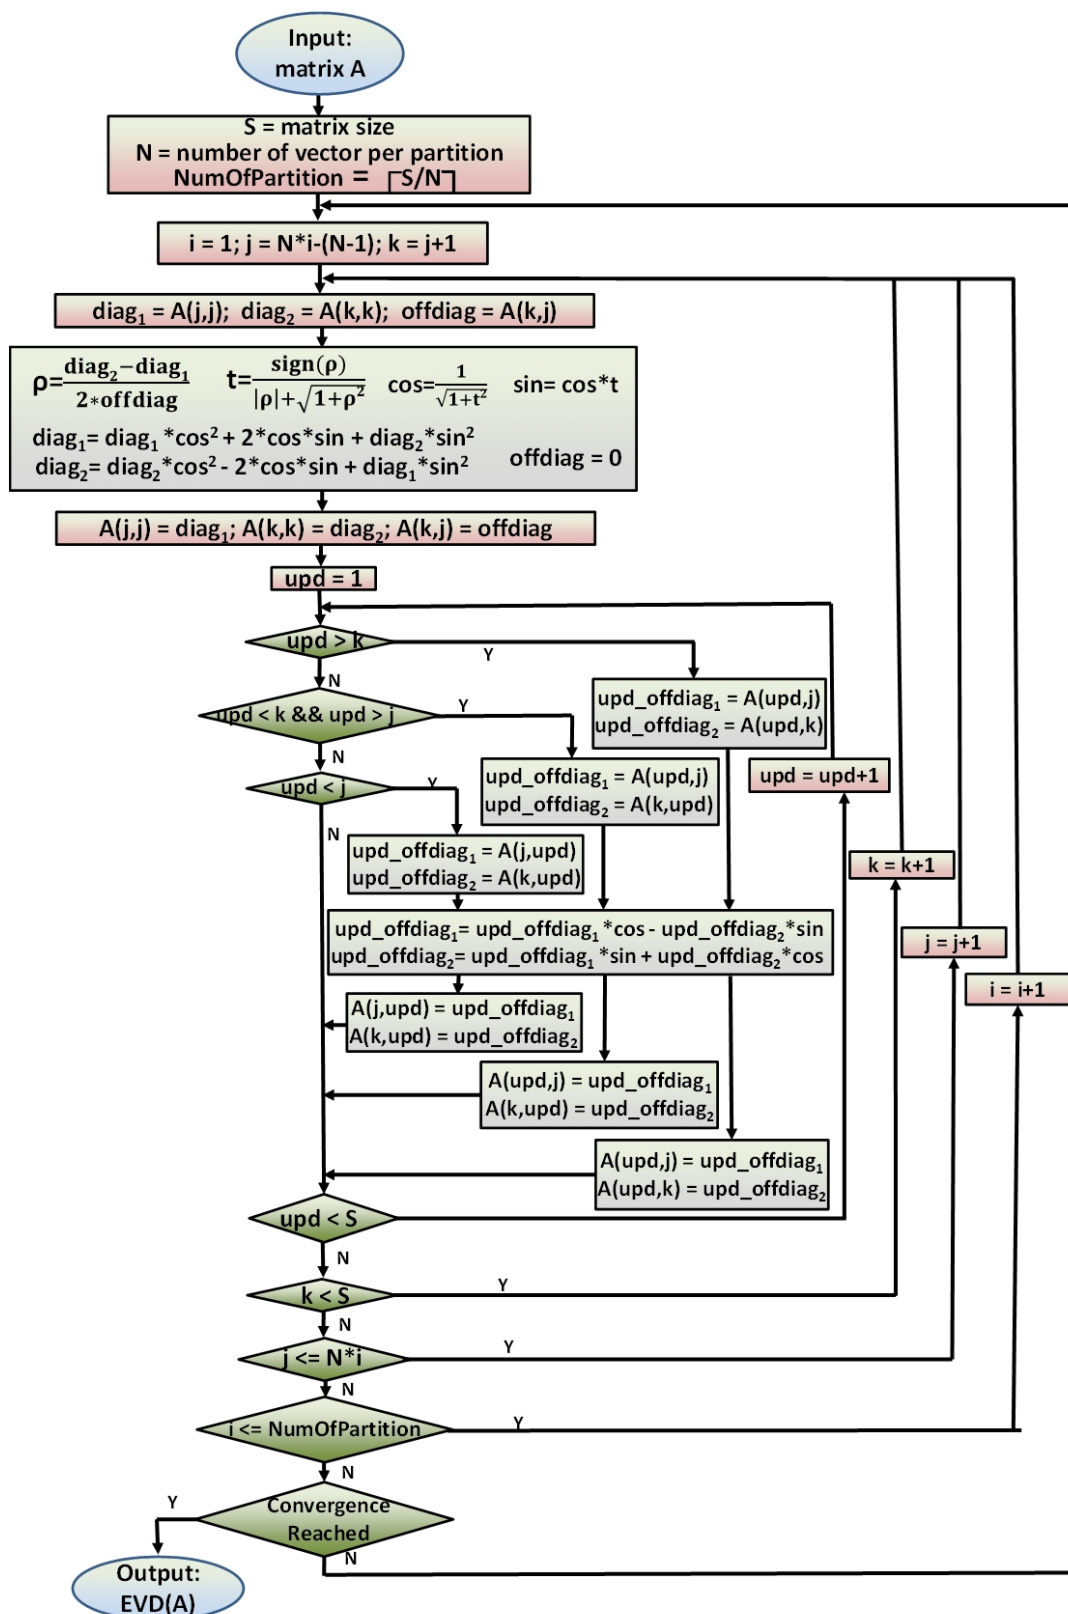 Input:
matrix A
S = matrix size
N = number of vector per partition
NumOfPartition = ⌈S/N⌉
i = 1; j = N*i-(N-1); k = j+1
diag₁ = A(j,j); diag₂ = A(k,k); offdiag = A(k,j)
ρ=(diag₂−diag₁)/(2*offdiag) t=sign(ρ)/(|ρ|+√(1+ρ²)) cos=1/√(1+t²) sin= cos*t
diag₁= diag₁*cos²+ 2*cos*sin + diag₂*sin²
diag₂= diag₂*cos² - 2*cos*sin + diag₁*sin²
offdiag = 0
A(j,j) = diag₁; A(k,k) = diag₂; A(k,j) = offdiag
upd = 1
upd > k
Y
N
upd_offdiag₁ = A(upd,j)
upd_offdiag₂ = A(upd,k)
upd < k && upd > j
Y
N
upd_offdiag₁ = A(upd,j)
upd_offdiag₂ = A(k,upd)
upd = upd+1
upd < j
Y
N
upd_offdiag₁ = A(j,upd)
upd_offdiag₂ = A(k,upd)
k = k+1
upd_offdiag₁= upd_offdiag₁*cos - upd_offdiag₂*sin
upd_offdiag₂= upd_offdiag₁*sin + upd_offdiag₂*cos
j = j+1
i = i+1
A(j,upd) = upd_offdiag₁
A(k,upd) = upd_offdiag₂
A(upd,j) = upd_offdiag₁
A(k,upd) = upd_offdiag₂
A(upd,j) = upd_offdiag₁
A(upd,k) = upd_offdiag₂
upd < S
N
k < S
Y
N
j <= N*i
Y
N
i <= NumOfPartition
Y
N
Convergence
Reached
Y
N
Output:
EVD(A)